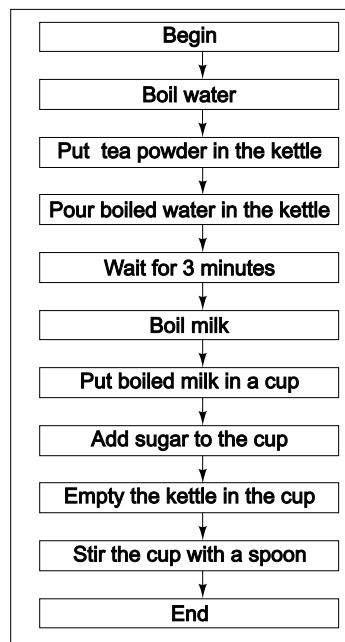 Begin
Boil water
Put tea powder in the kettle
Pour boiled water in the kettle
Wait for 3 minutes
Boil milk
Put boiled milk in a cup
Add sugar to the cup
Empty the kettle in the cup
Stir the cup with a spoon
End